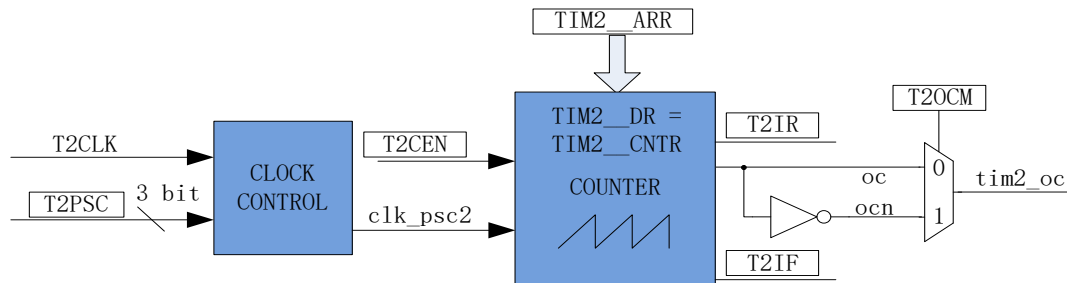 TIM2__ARR
T2OCM
TIM2__DR =
TIM2__CNTR
T2IR
T2CLK
T2CEN
CLOCK
CONTROL
COUNTER
oc
0
tim2_oc
3 bit
T2PSC
clk_psc2
ocn
1
T2IF